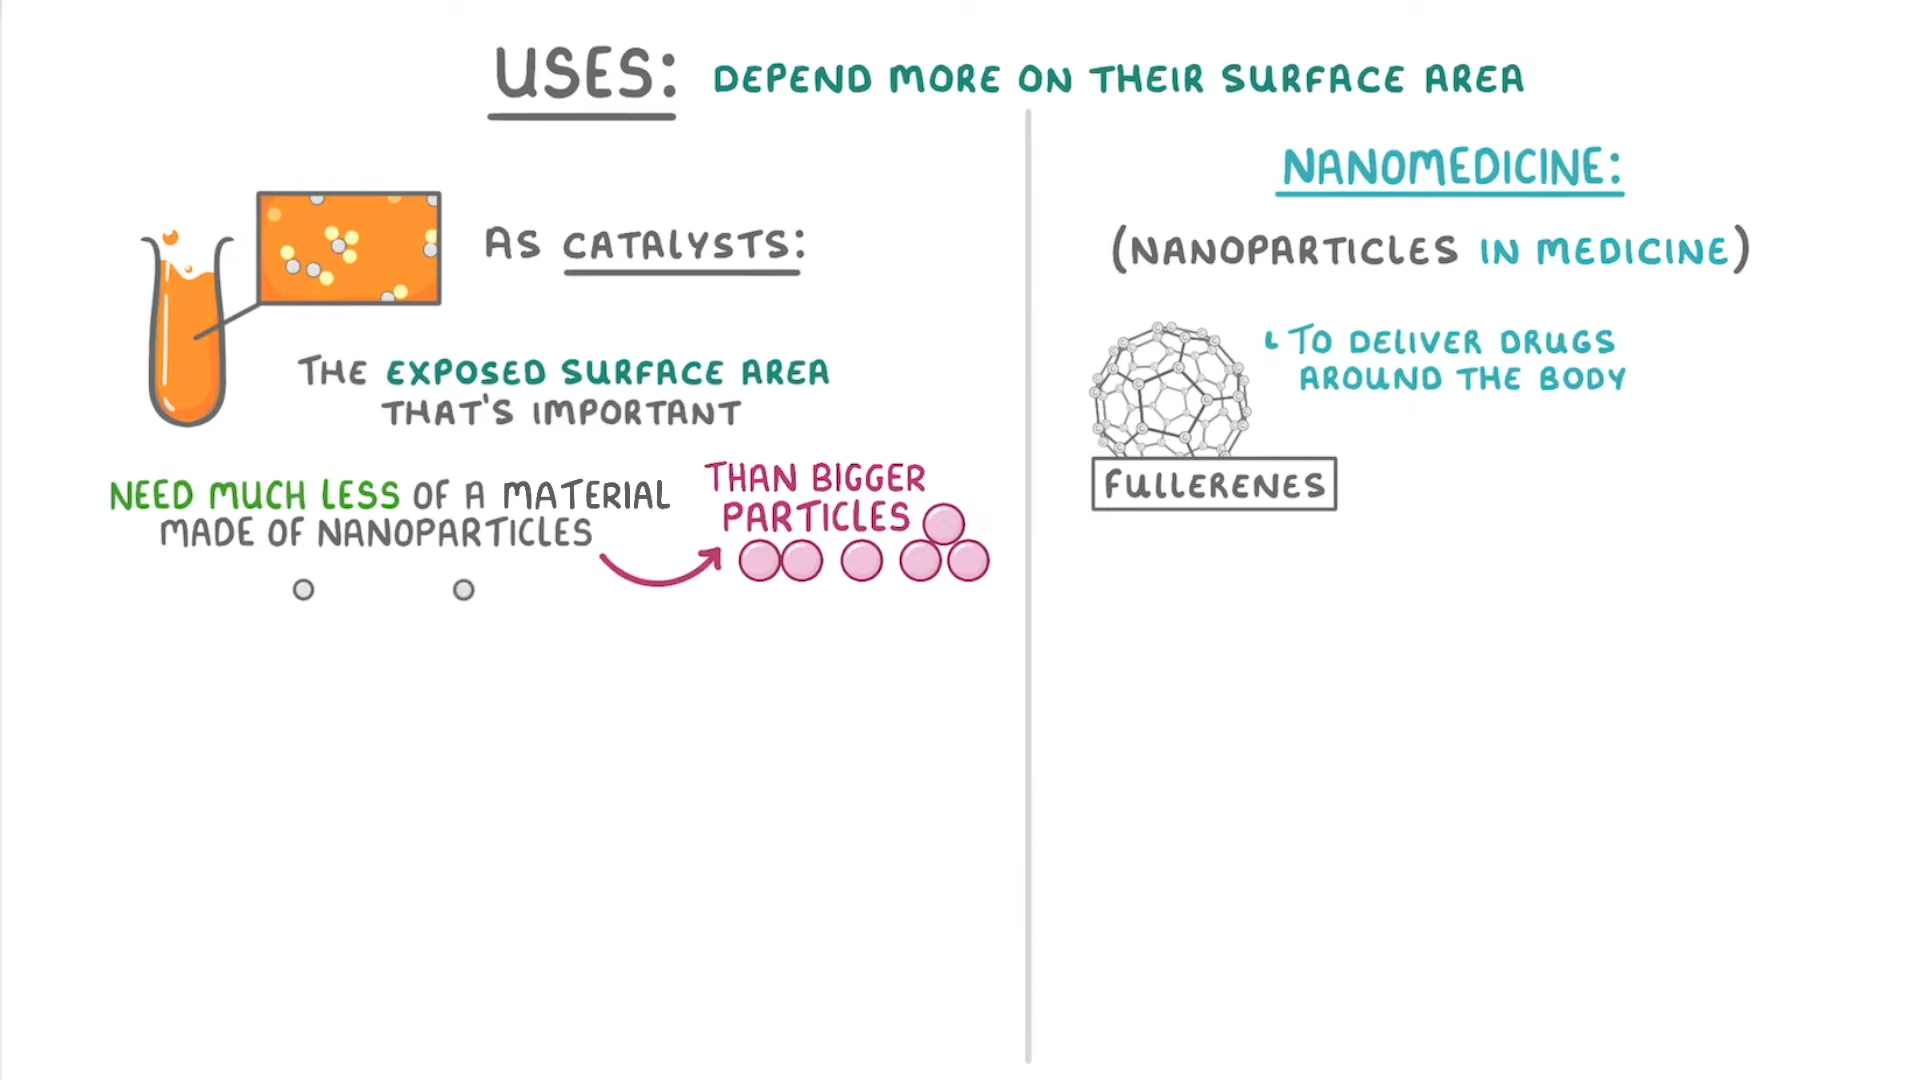 USES: DEPEND MORE ON THEIR SURFACE AREA
AS CATALYSTS:
THE EXPOSED SURFACE AREA
THAT'S IMPORTANT
NEED MUCH LESS OF A MATERIAL
MADE OF NANOPARTICLES
THAN BIGGER
PARTICLES
NANOMEDICINE:
(NANOPARTICLES IN MEDICINE)
TO DELIVER DRUGS
AROUND THE BODY
FULLERENES